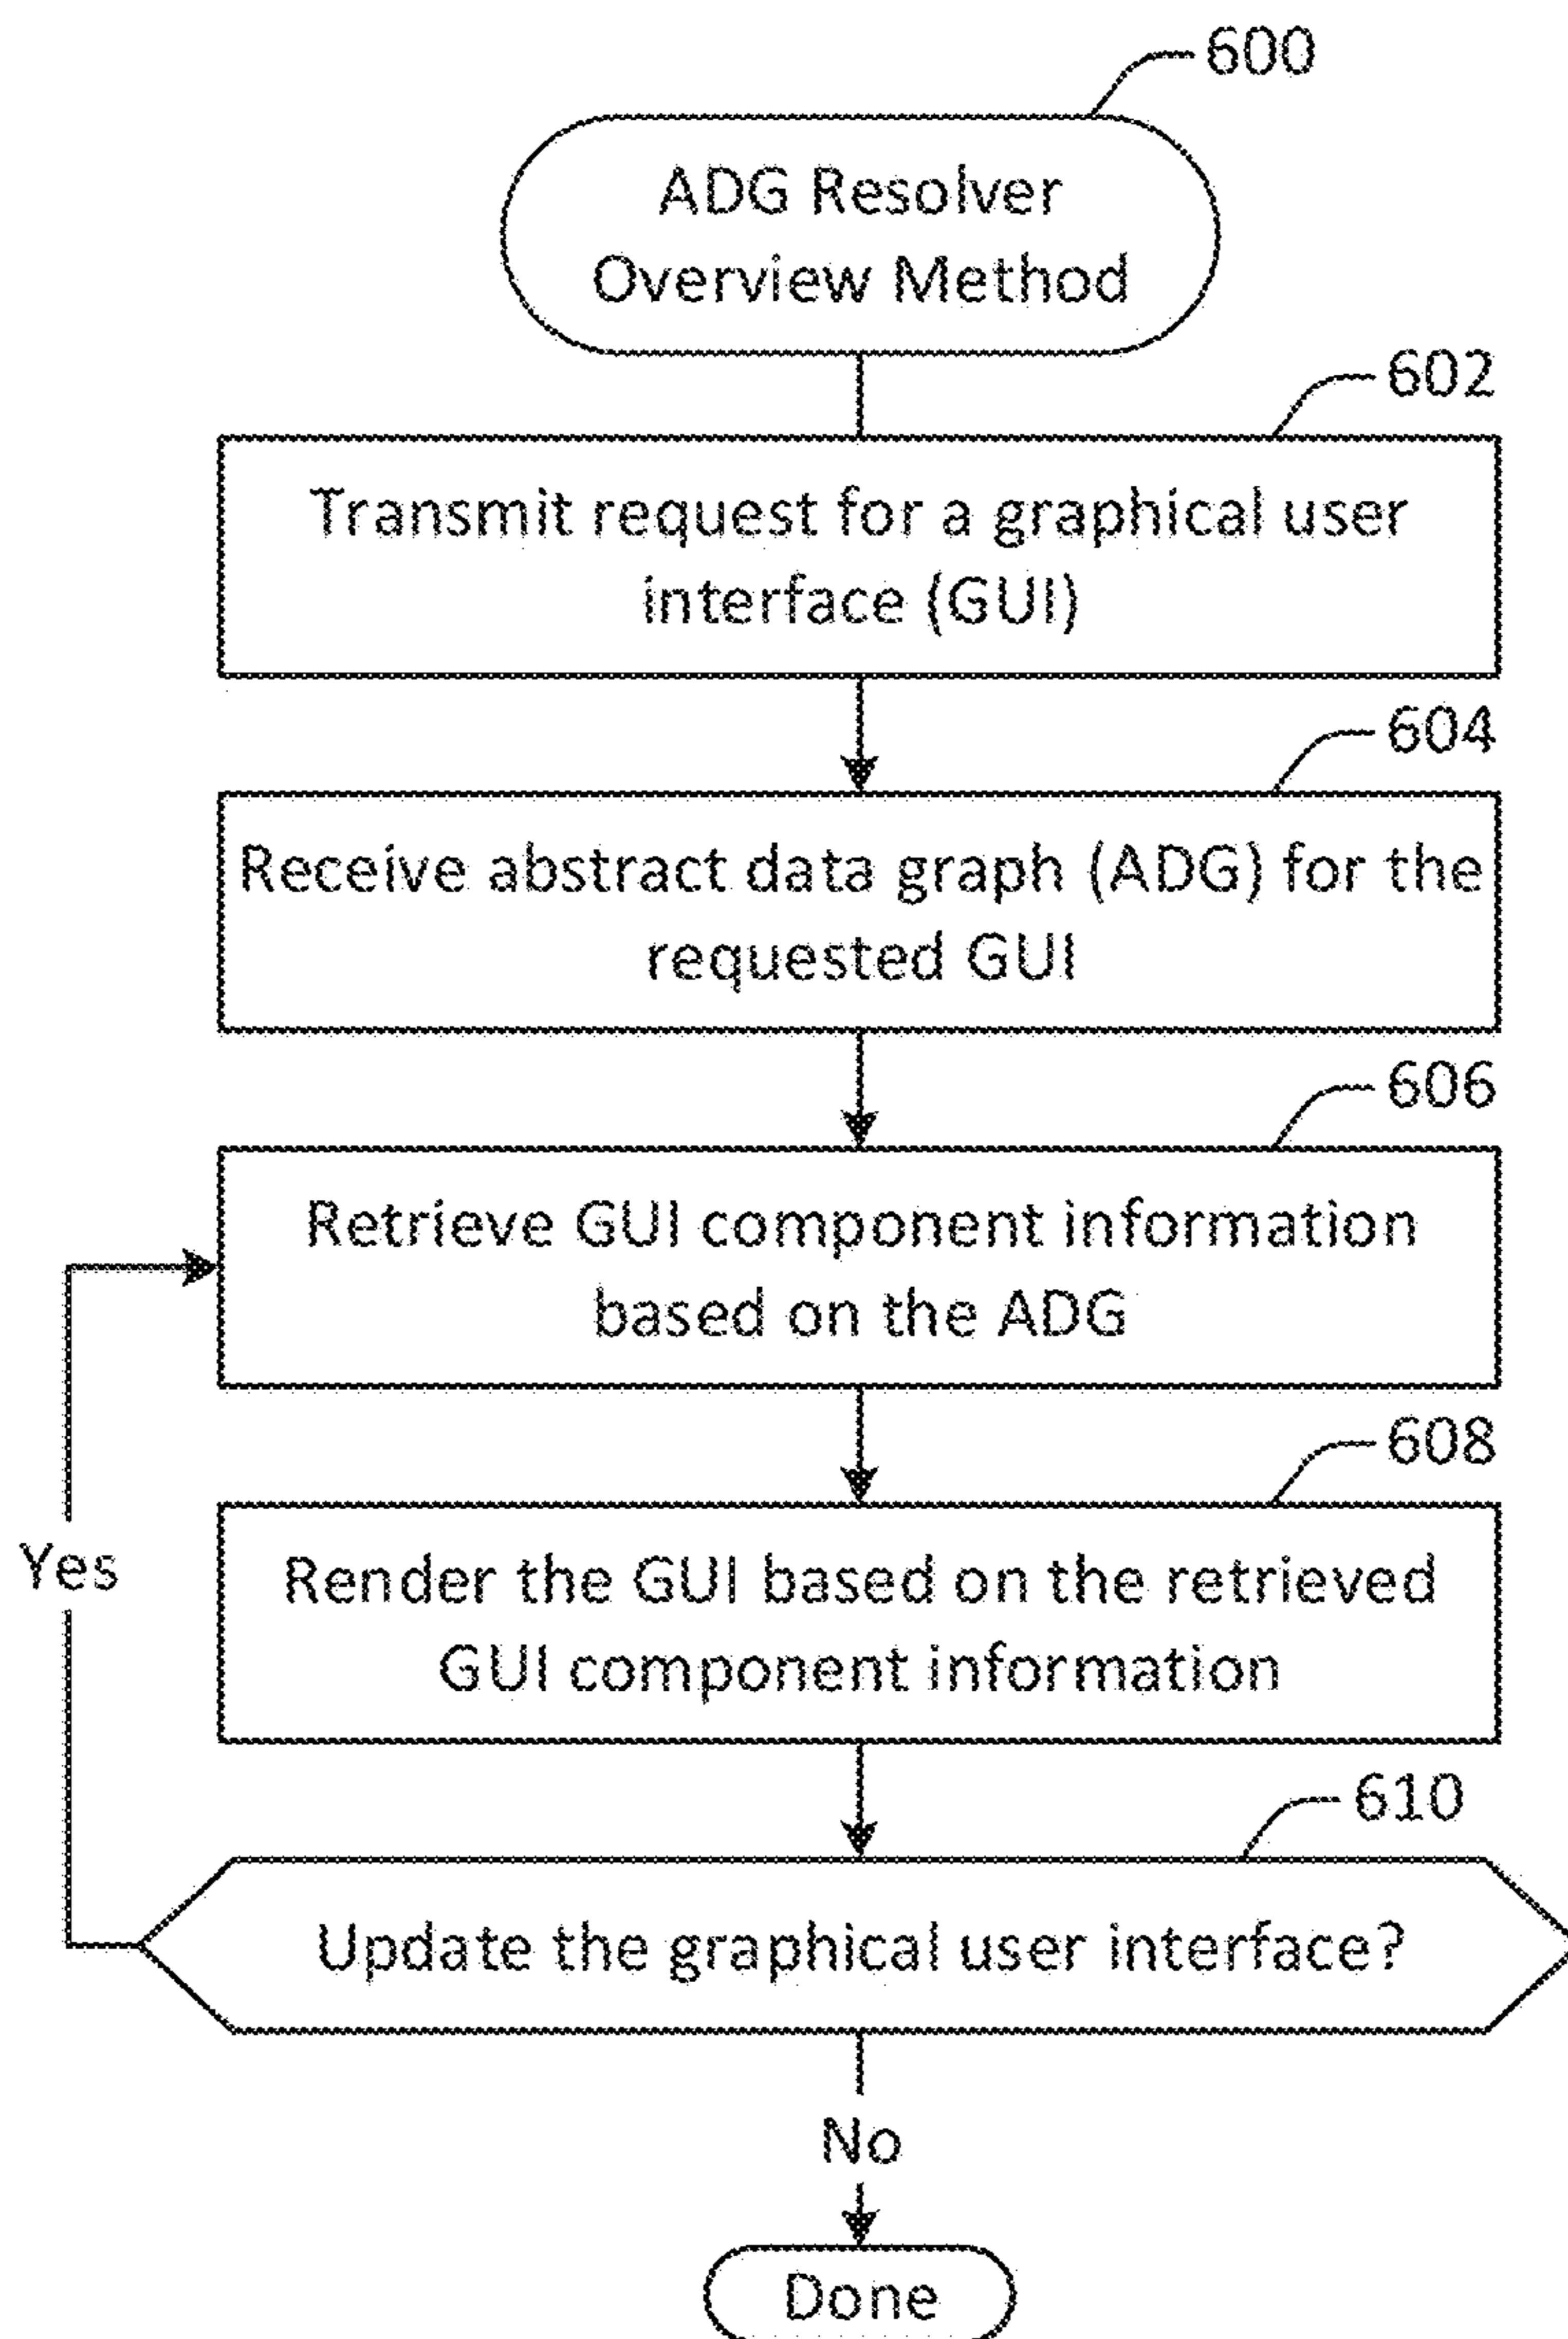 600
ADG Resolver
Overview Method
602
Transmit request for a graphical user
interface (GUI)
604
Receive abstract data graph (ADG) for the
requested GUI
606
Retrieve GUI component information
based on the ADG
608
Render the GUI based on the retrieved
GUI component information
Yes
610
Update the graphical user interface?
No
Done